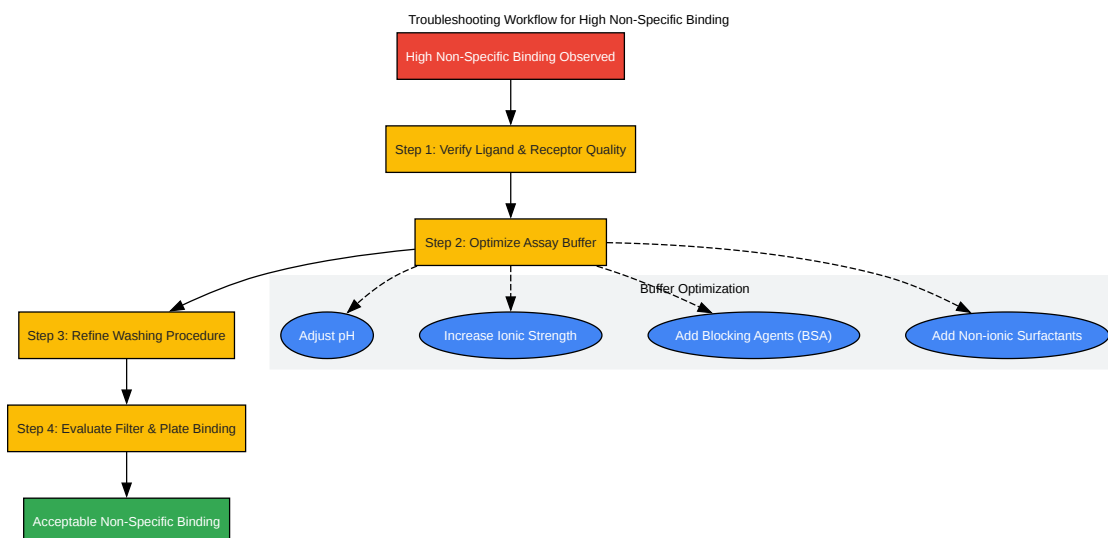 Troubleshooting Workflow for High Non-Specific Binding
High Non-Specific Binding Observed
Step 1: Verify Ligand & Receptor Quality
Step 2: Optimize Assay Buffer
Buffer Optimization
Step 3: Refine Washing Procedure
Adjust pH
Increase Ionic Strength
Add Blocking Agents (BSA)
Add Non-ionic Surfactants
Step 4: Evaluate Filter & Plate Binding
Acceptable Non-Specific Binding